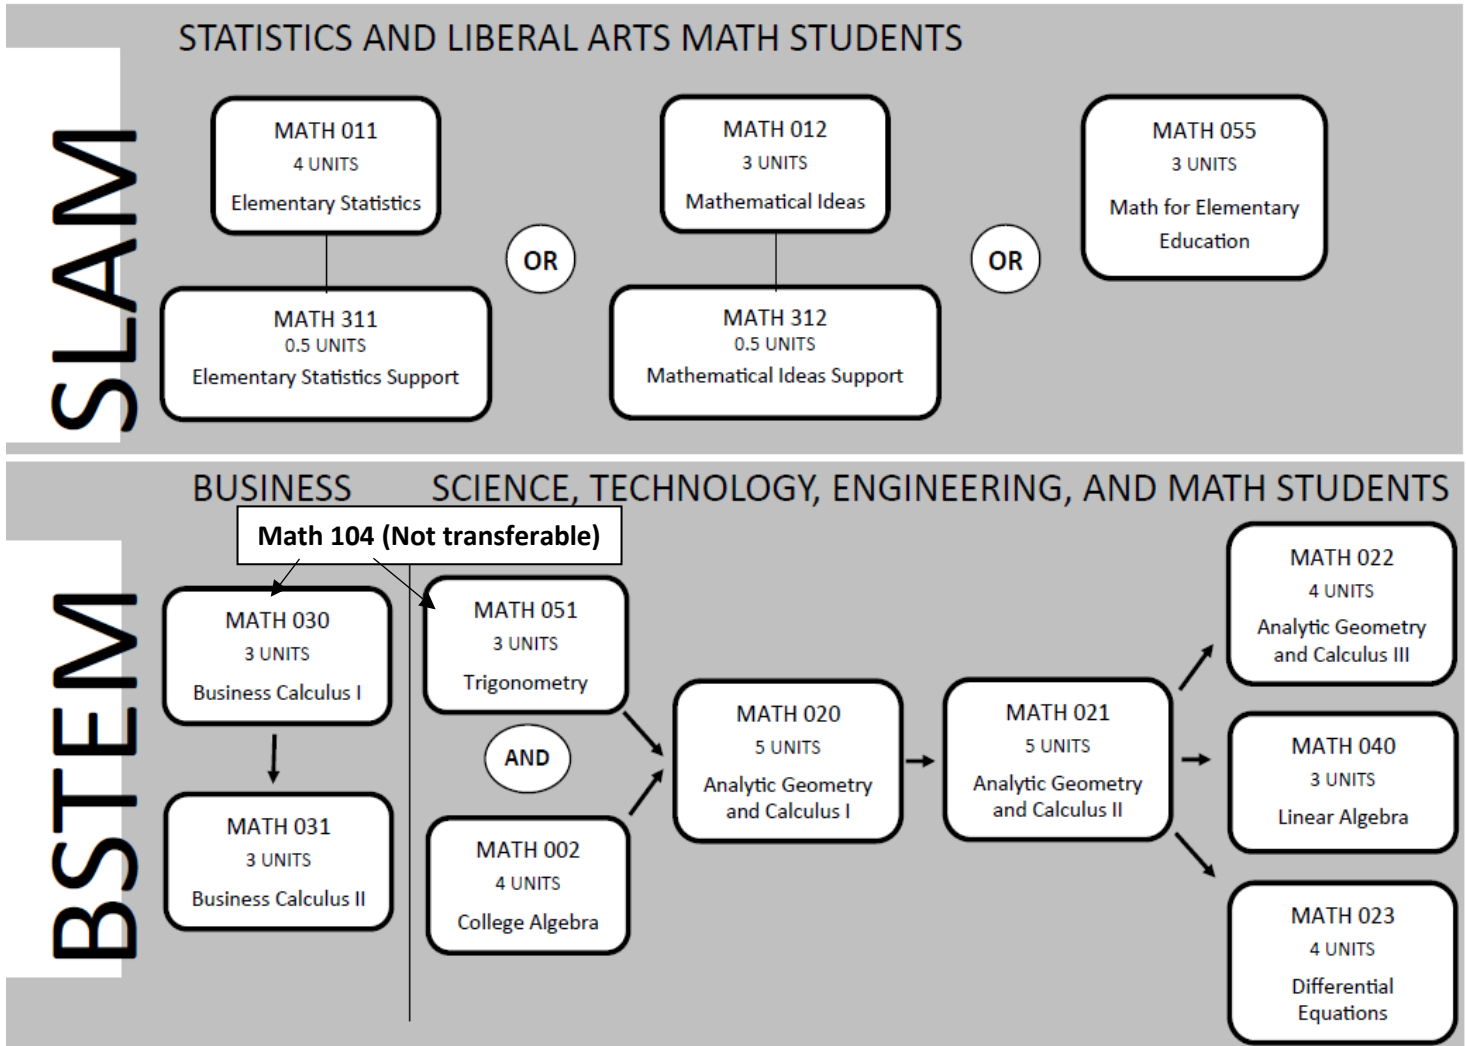 SLAM
STATISTICS AND LIBERAL ARTS MATH STUDENTS
MATH 011
4 UNITS
Elementary Statistics
MATH 311
0.5 UNITS
Elementary Statistics Support
OR
MATH 012
3 UNITS
Mathematical Ideas
MATH 312
0.5 UNITS
Mathematical Ideas Support
OR
MATH 055
3 UNITS
Math for Elementary
Education
BSTEM
BUSINESS
SCIENCE, TECHNOLOGY, ENGINEERING, AND MATH STUDENTS
Math 104 (Not transferable)
MATH 030
3 UNITS
Business Calculus I
MATH 031
3 UNITS
Business Calculus II
MATH 051
3 UNITS
Trigonometry
AND
MATH 002
4 UNITS
College Algebra
MATH 020
5 UNITS
Analytic Geometry
and Calculus I
MATH 021
5 UNITS
Analytic Geometry
and Calculus II
MATH 022
4 UNITS
Analytic Geometry
and Calculus III
MATH 040
3 UNITS
Linear Algebra
MATH 023
4 UNITS
Differential
Equations